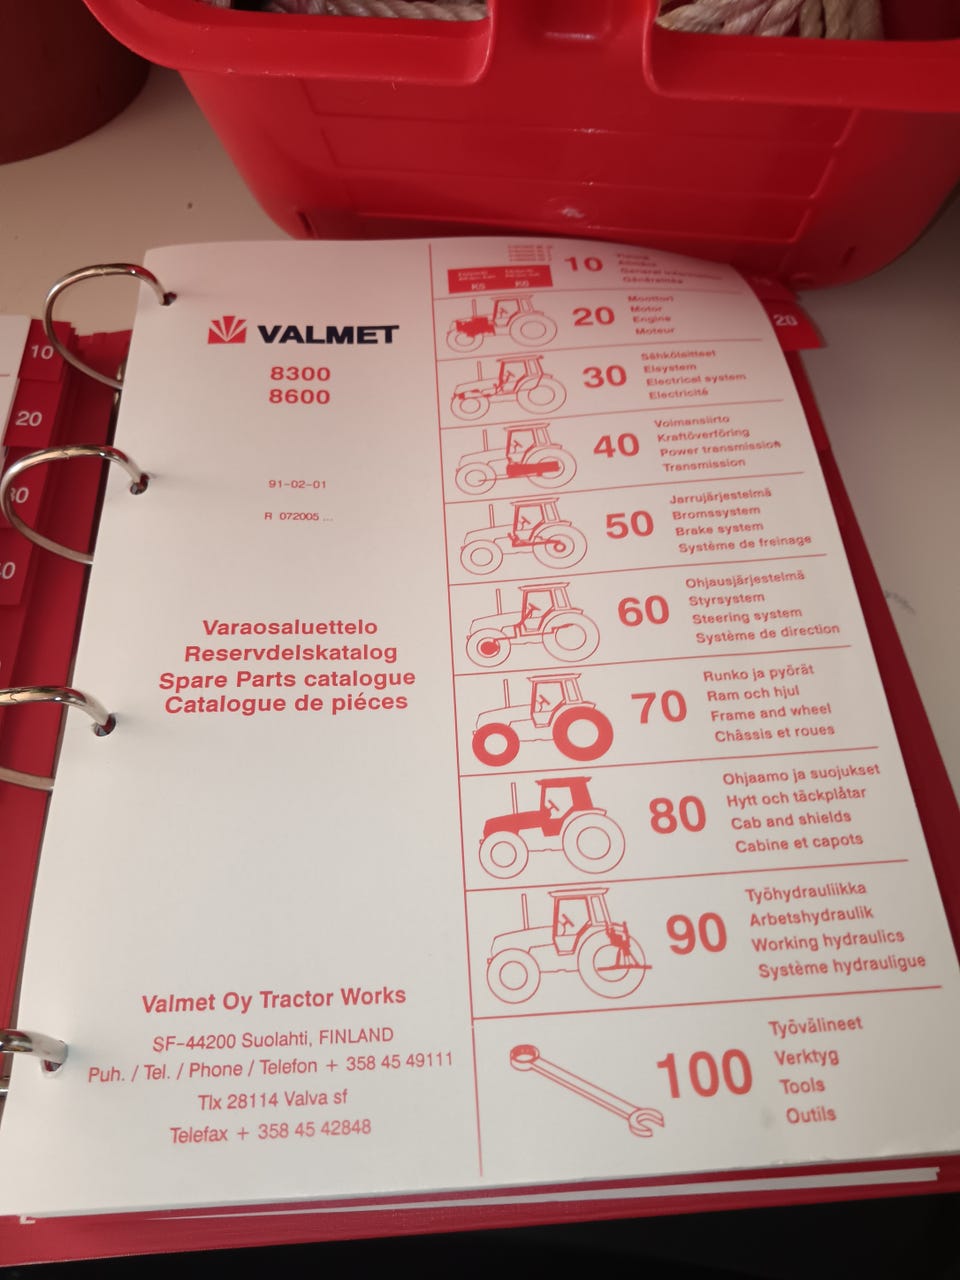 VALMET
8300
8600
91-02-01
R 072005 ...
Varaosaluettelo
Reservdelskatalog
Spare Parts catalogue
Catalogue de piéces
Valmet Oy Tractor Works
SF-44200 Suolahti, FINLAND
Puh. / Tel. / Phone / Telefon + 358 45 49111
Tlx 28114 Valva sf
Telefax + 358 45 42848
10
General information
20
Moottori
Motor
Engine
Moteur
30
Sähkölaitteet
Elsystem
Electrical system
Electricité
40
Voimansiirto
Kraftöverföring
Power transmission
Transmission
50
Jarrujärjestelmä
Bromssystem
Brake system
Système de freinage
60
Ohjausjärjestelmä
Styrsystem
Steering system
Système de direction
70
Runko ja pyörät
Ram och hjul
Frame and wheel
Châssis et roues
80
Ohjaamo ja suojukset
Hytt och täckplåtar
Cab and shields
Cabine et capots
90
Työhydrauliikka
Arbetshydraulik
Working hydraulics
Système hydrauligue
100
Työvälineet
Verktyg
Tools
Outils
10
20
20